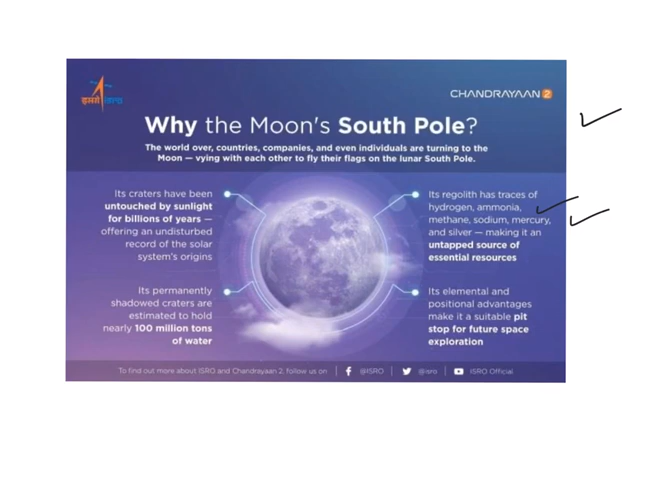 इसरो isro
CHANDRAYAAN 2
Why the Moon's South Pole?
The world over, countries, companies, and even individuals are turning to the
Moon — vying with each other to fly their flags on the lunar South Pole.
Its craters have been
untouched by sunlight
for billions of years —
offering an undisturbed
record of the solar
system's origins
Its regolith has traces of
hydrogen, ammonia,
methane, sodium, mercury,
and silver — making it an
untapped source of
essential resources
Its permanently
shadowed craters are
estimated to hold
nearly 100 million tons
of water
Its elemental and
positional advantages
make it a suitable pit
stop for future space
exploration
To find out more about ISRO and Chandrayaan 2, follow us on @ISRO @isro ISRO Official